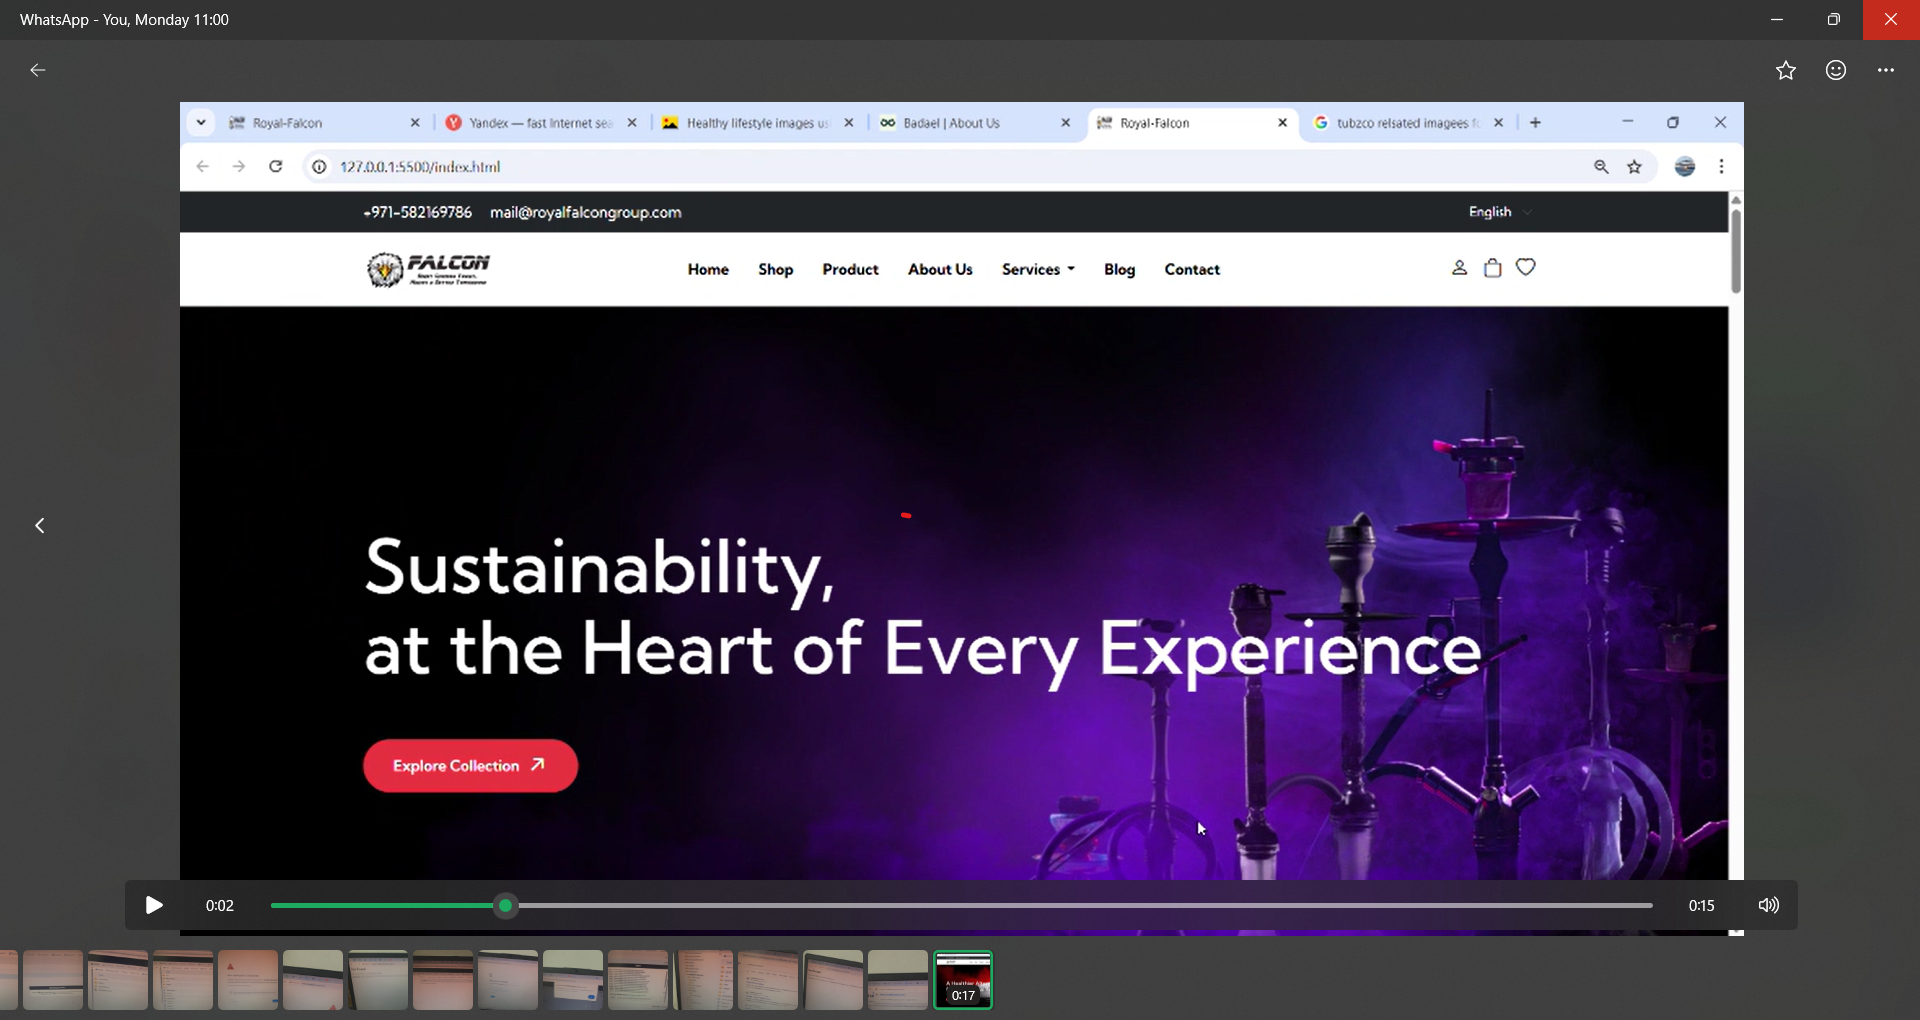 WhatsApp - You, Monday 11:00
Royal-Falcon
Yandex — fast Internet sea
Healthy lifestyle images us
Badael | About Us
Royal-Falcon
tubzco relsated imagees fo
127.0.0.1:5500/index.html
+971-582169786 mail@royalfalcongroup.com
English
FALCON
Home Shop Product About Us Services Blog Contact
Sustainability,
at the Heart of Every Experience
Explore Collection
0:02
0:15
0:17